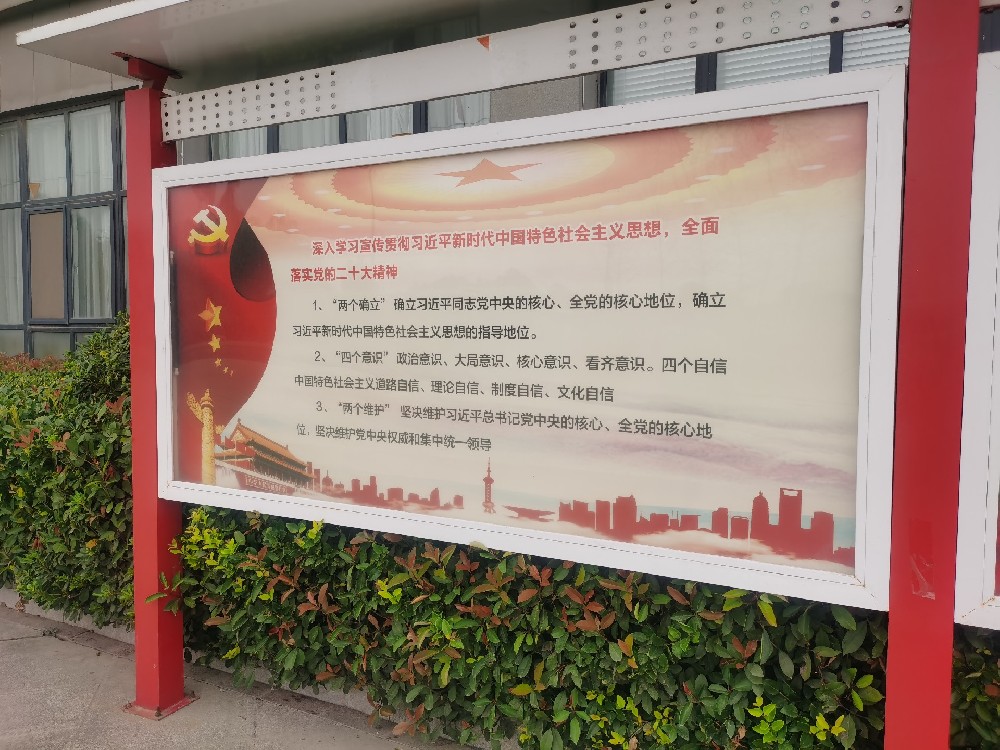 深入学习宣传贯彻习近平新时代中国特色社会主义思想，全面
落实党的二十大精神
1、“两个确立” 确立习近平同志党中央的核心、全党的核心地位，确立
习近平新时代中国特色社会主义思想的指导地位。
2、“四个意识” 政治意识、大局意识、核心意识、看齐意识。四个自信
中国特色社会主义道路自信、理论自信、制度自信、文化自信
3、“两个维护” 坚决维护习近平总书记党中央的核心、全党的核心地
位，坚决维护党中央权威和集中统一领导